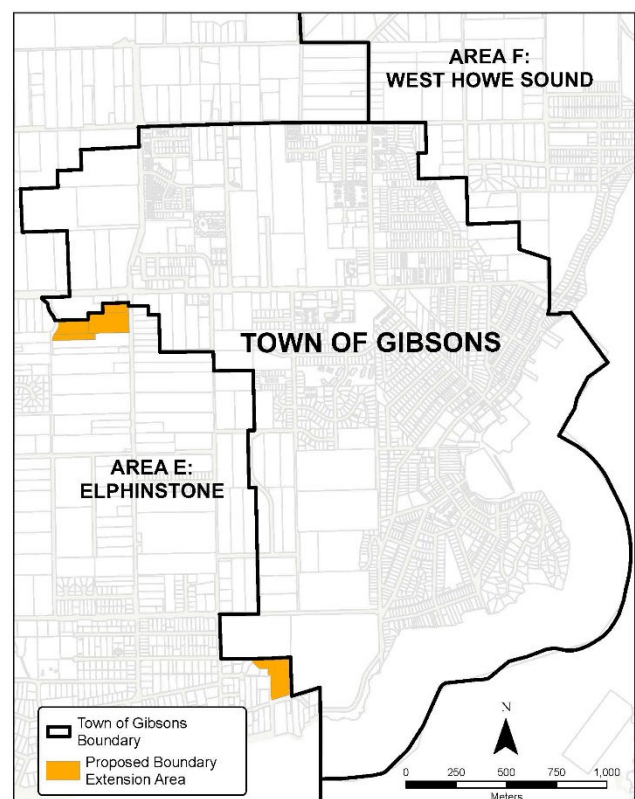 AREA F:
WEST HOWE SOUND
TOWN OF GIBSONS
AREA E:
ELPHINSTONE
Town of Gibsons
Boundary
Proposed Boundary
Extension Area
N
0 250 500 750 1,000
Meters